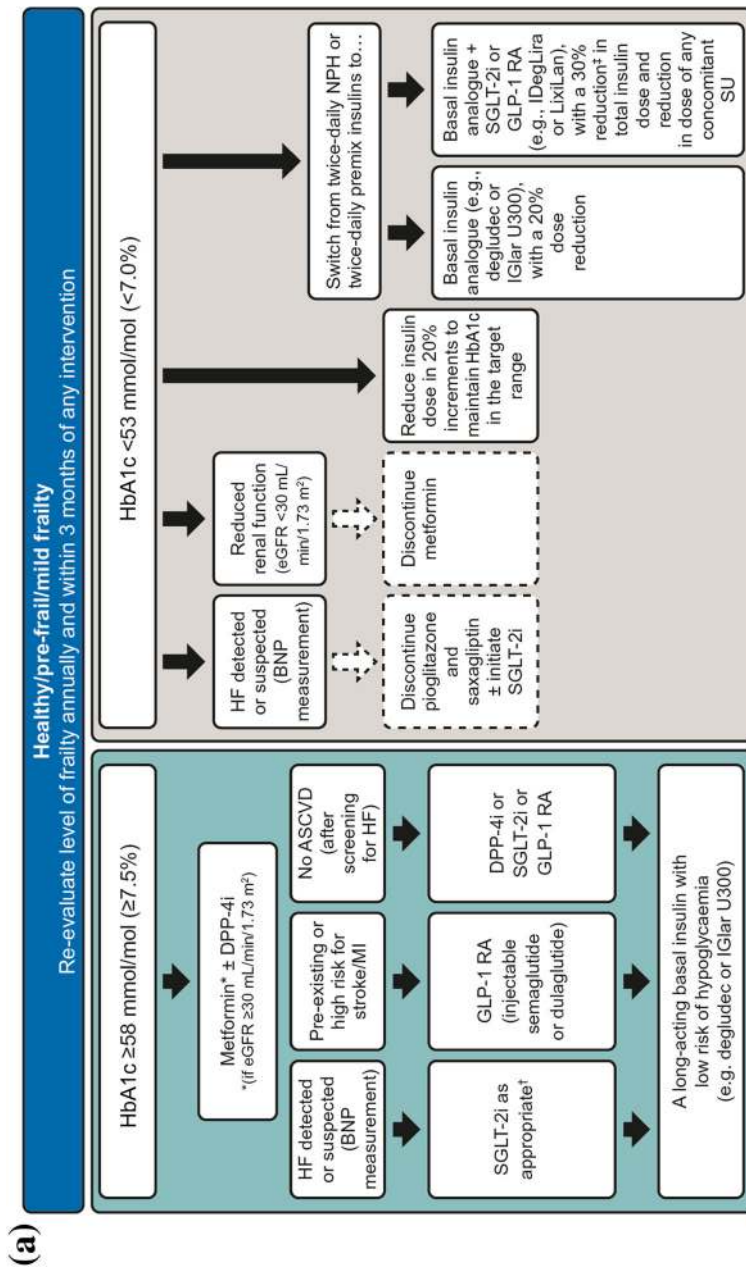 (a)
Healthy/pre-frail/mild frailty
Re-evaluate level of frailty annually and within 3 months of any intervention
HbA1c ≥58 mmol/mol (≥7.5%)
Metformin* ± DPP-4i
*(if eGFR ≥30 mL/min/1.73 m²)
HF detected
or suspected
(BNP
measurement)
Pre-existing or
high risk for
stroke/MI
No ASCVD
(after
screening
for HF)
SGLT-2i as
appropriate†
GLP-1 RA
(injectable
semaglutide
or dulaglutide)
DPP-4i or
SGLT-2i or
GLP-1 RA
A long-acting basal insulin with
low risk of hypoglycaemia
(e.g. degludec or IGlar U300)
HbA1c <53 mmol/mol (<7.0%)
HF detected
or suspected
(BNP
measurement)
Reduced
renal function
(eGFR <30 mL/
min/1.73 m²)
Switch from twice-daily NPH or
twice-daily premix insulins to…
Discontinue
pioglitazone
and
saxagliptin
± initiate
SGLT-2i
Discontinue
metformin
Reduce insulin
dose in 20%
increments to
maintain HbA1c
in the target
range
Basal insulin
analogue (e.g.,
degludec or
IGlar U300),
with a 20%
dose
reduction
Basal insulin
analogue +
SGLT-2i or
GLP-1 RA
(e.g., IDegLira
or LixiLan),
with a 30%
reduction‡ in
total insulin
dose and
reduction
in dose of any
concomitant
SU